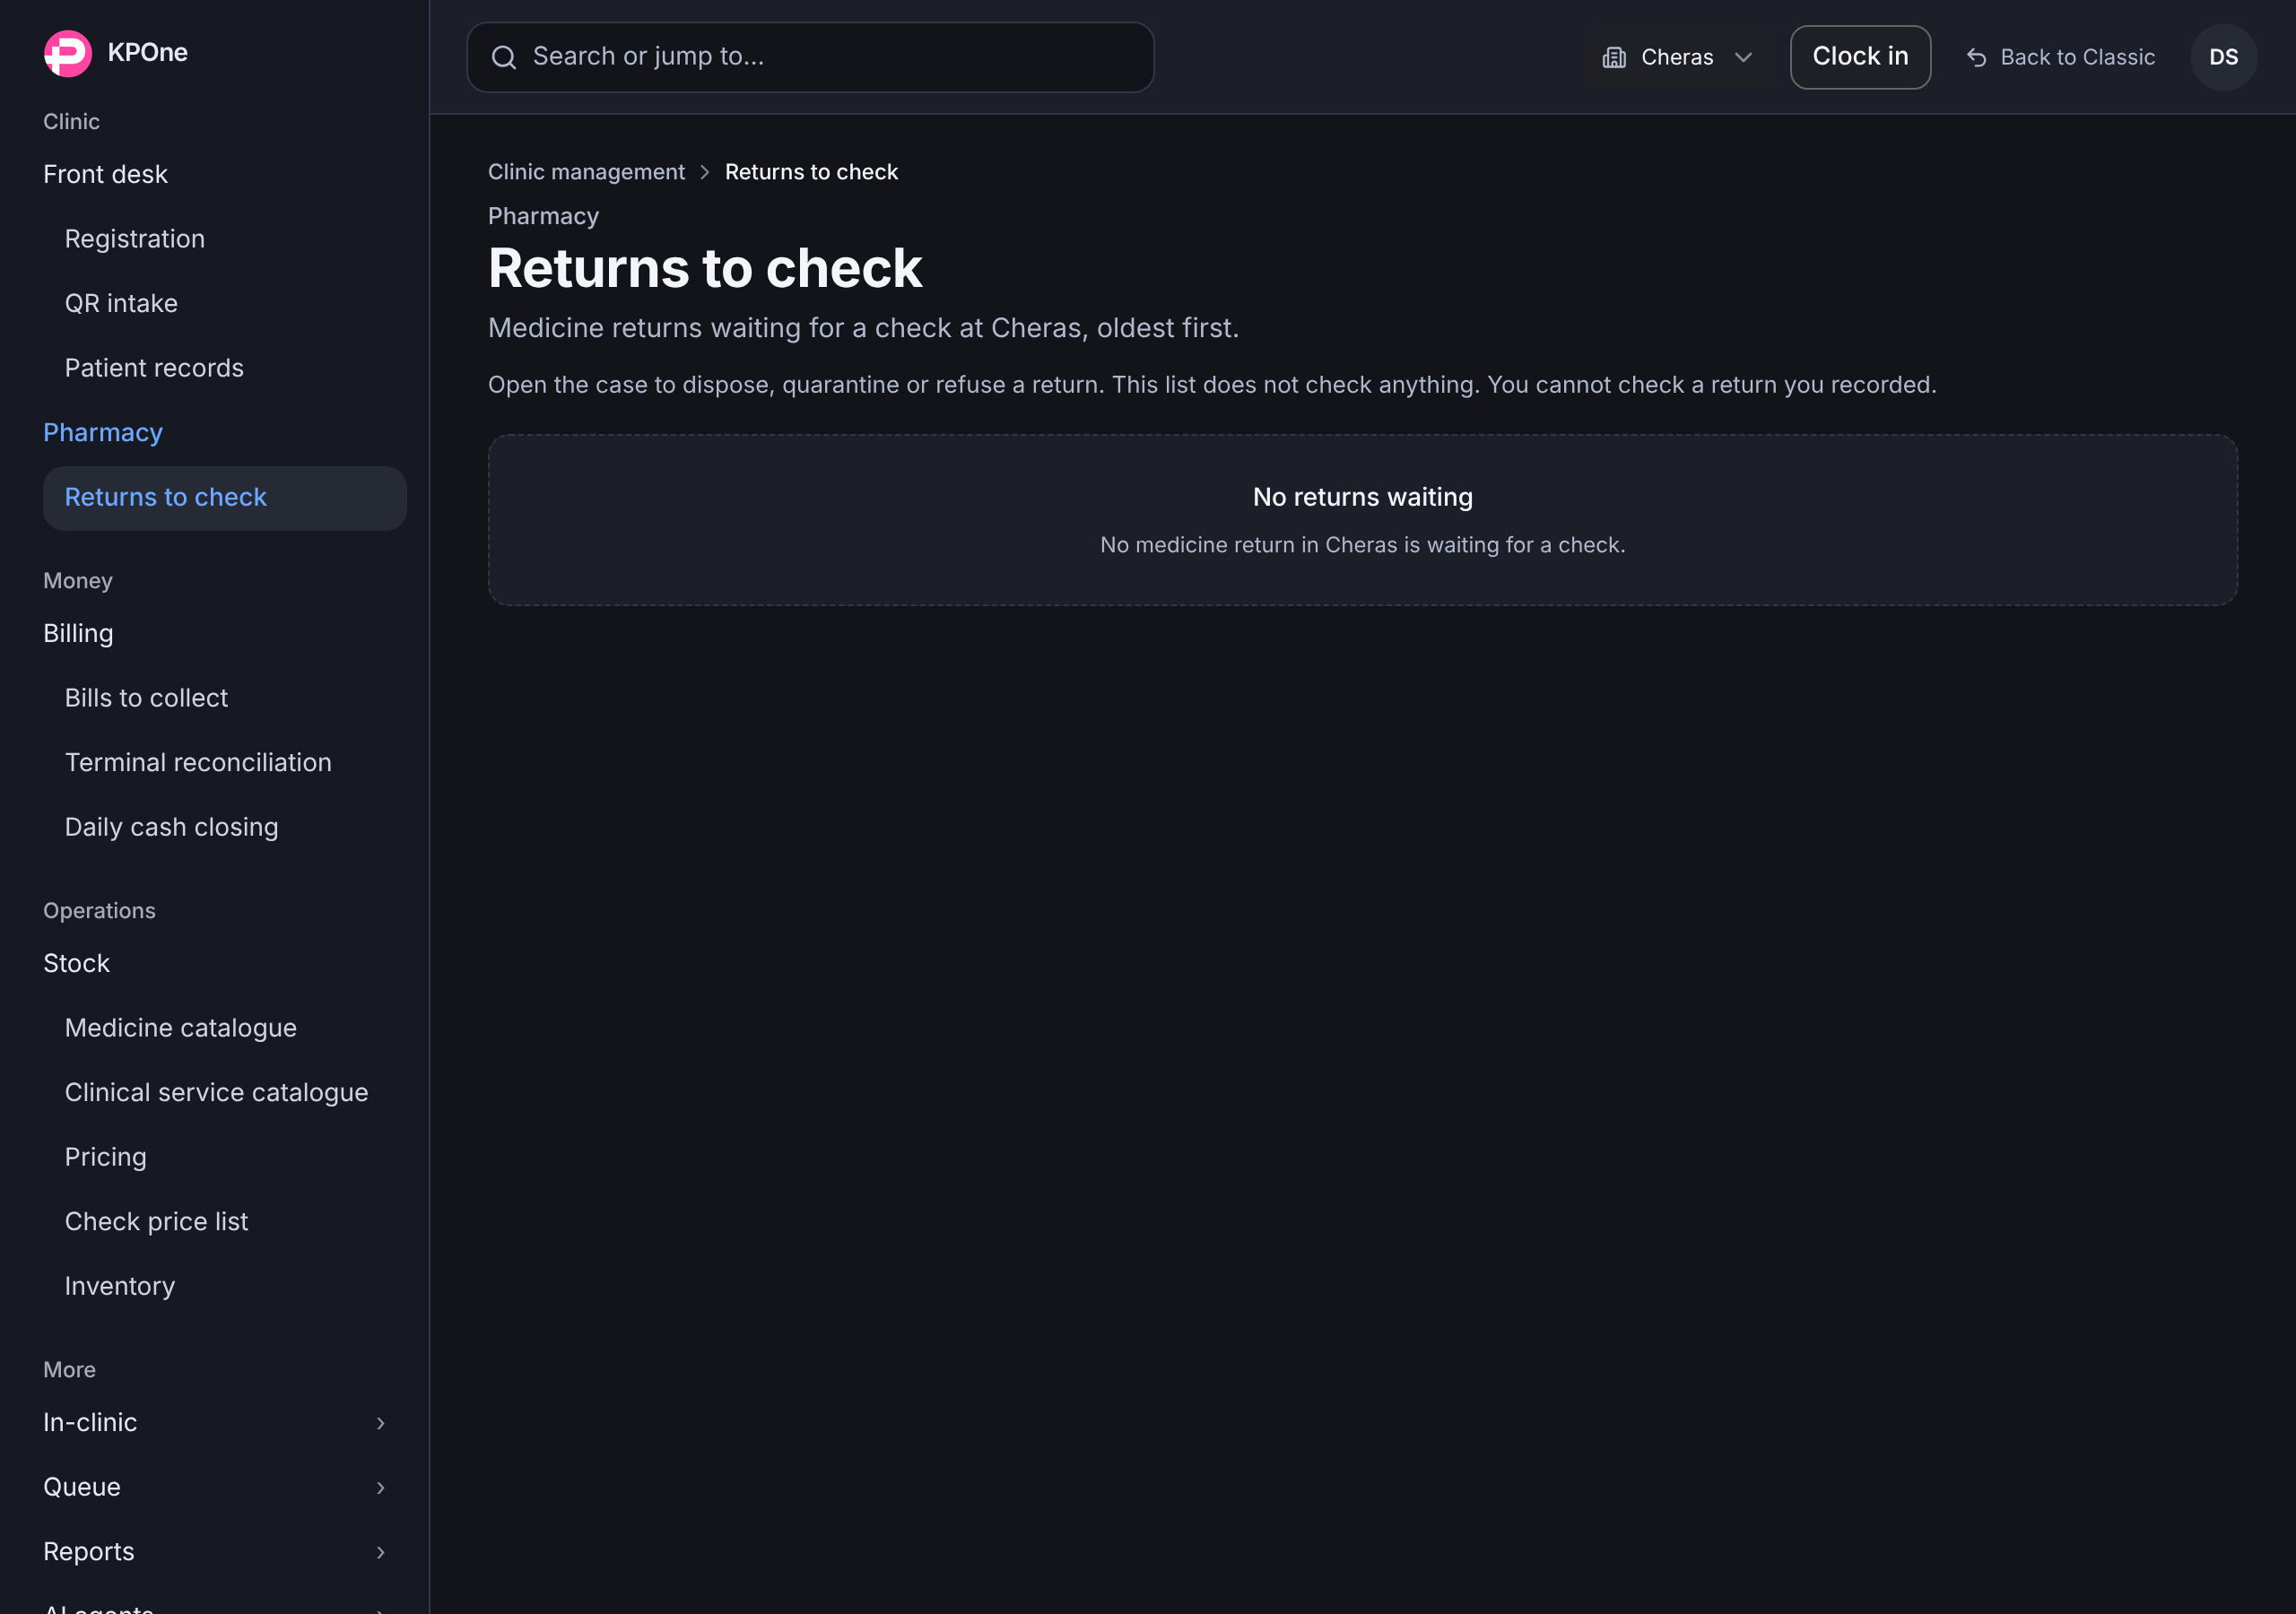 KPOne
Clinic
Front desk
Registration
QR intake
Patient records
Pharmacy
Returns to check
Money
Billing
Bills to collect
Terminal reconciliation
Daily cash closing
Operations
Stock
Medicine catalogue
Clinical service catalogue
Pricing
Check price list
Inventory
More
In-clinic
Queue
Reports
AI agents
Search or jump to...
Cheras
Clock in
Back to Classic
DS
Clinic management > Returns to check
Pharmacy
Returns to check
Medicine returns waiting for a check at Cheras, oldest first.
Open the case to dispose, quarantine or refuse a return. This list does not check anything. You cannot check a return you recorded.
No returns waiting
No medicine return in Cheras is waiting for a check.